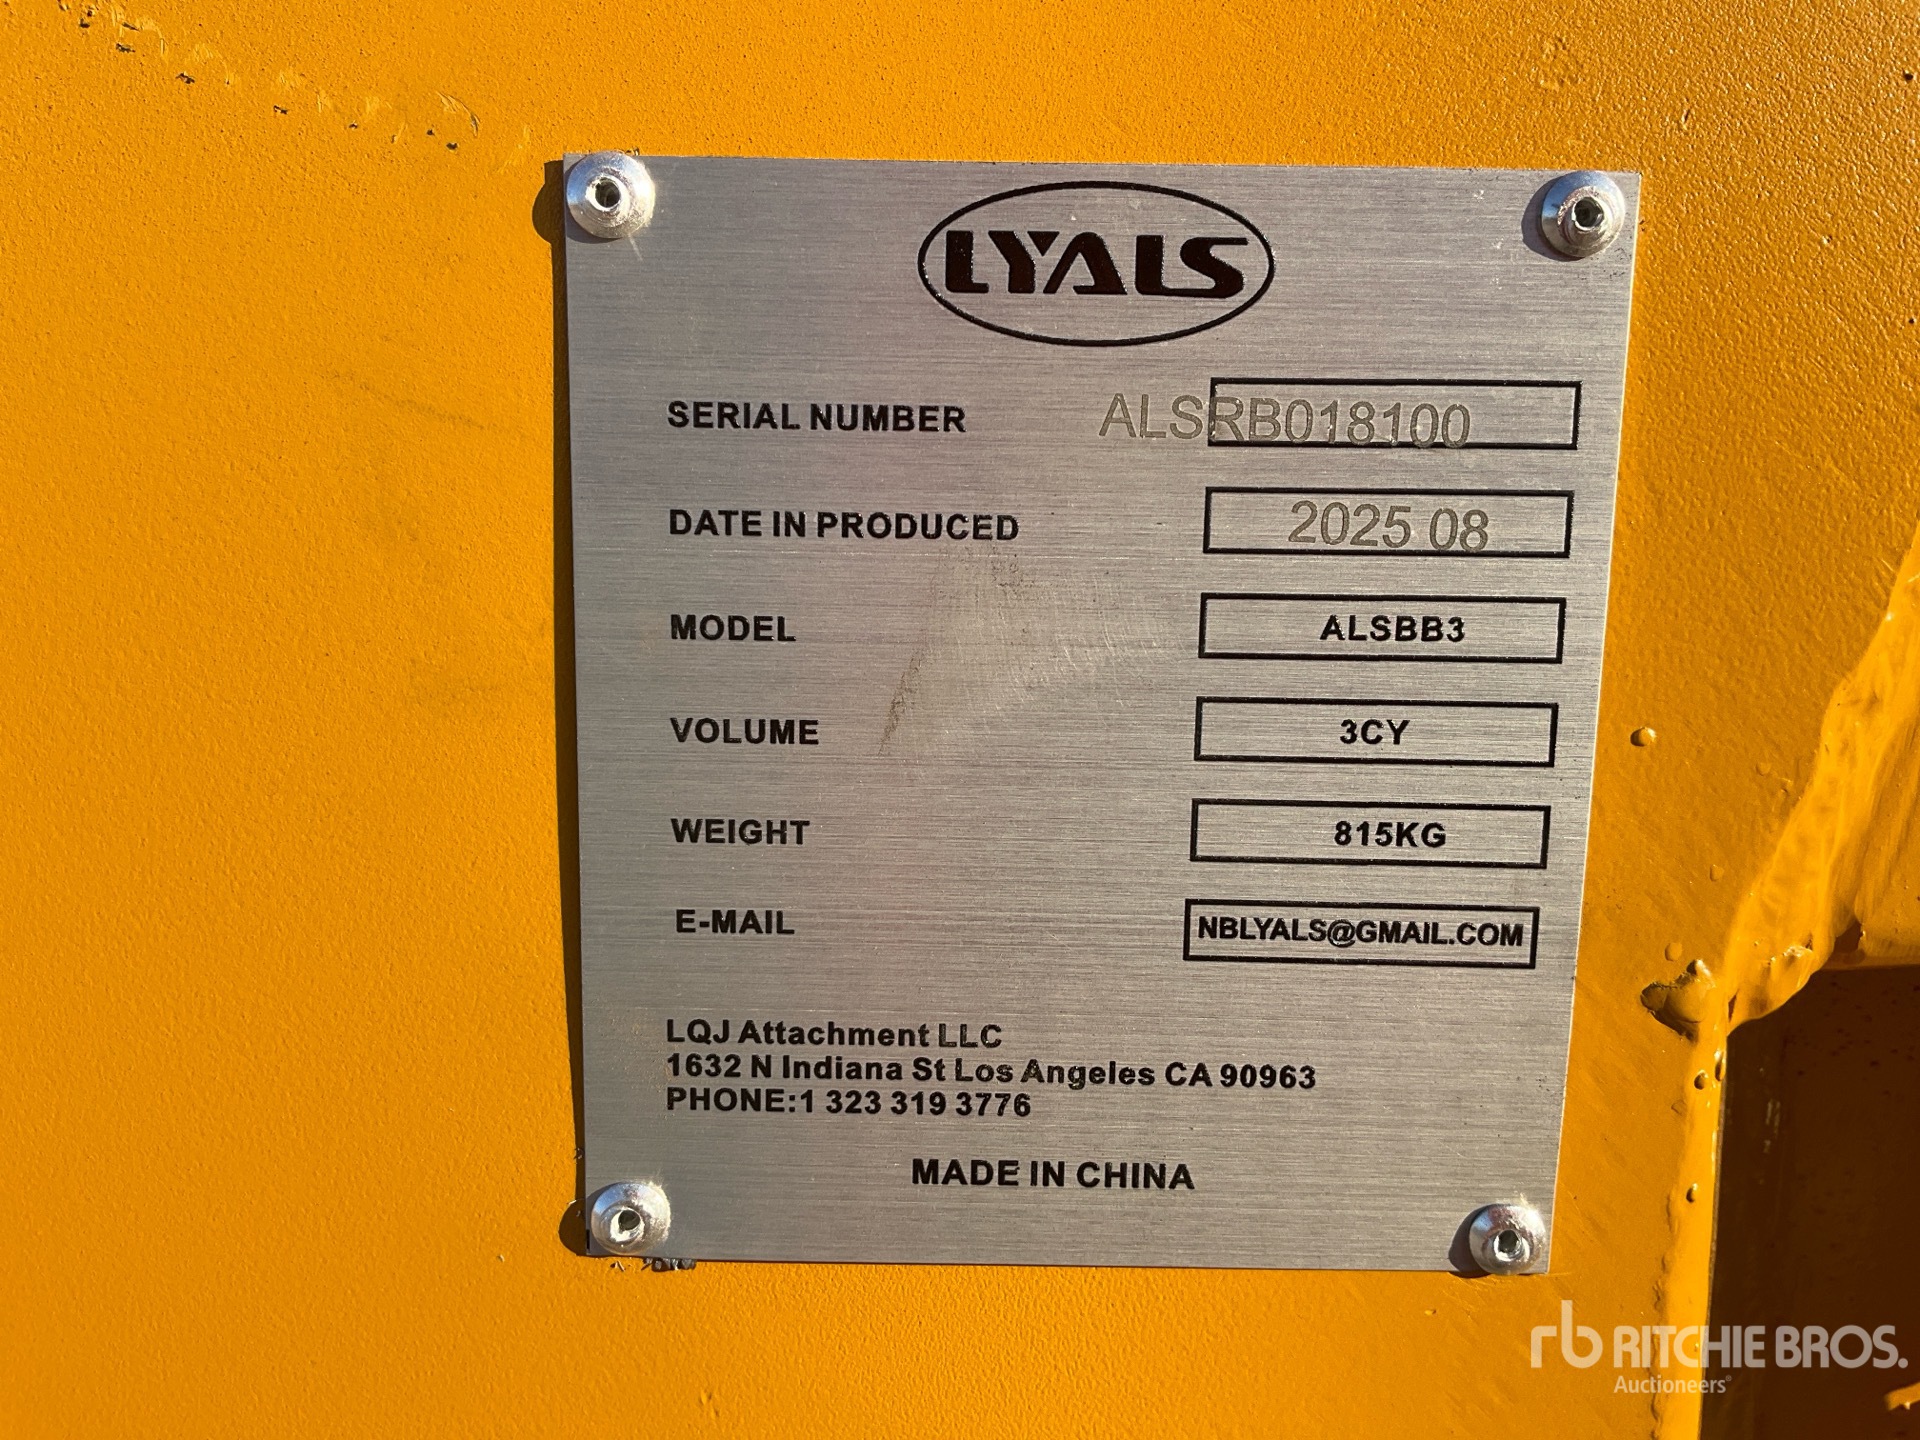 LYALS
SERIAL NUMBER ALSRB018100
DATE IN PRODUCED 2025 08
MODEL ALSBB3
VOLUME 3CY
WEIGHT 815KG
E-MAIL NBLYALS@GMAIL.COM
LQJ Attachment LLC
1632 N Indiana St Los Angeles CA 90963
PHONE:1 323 319 3776
MADE IN CHINA
rb RITCHIE BROS.
Auctioneers®